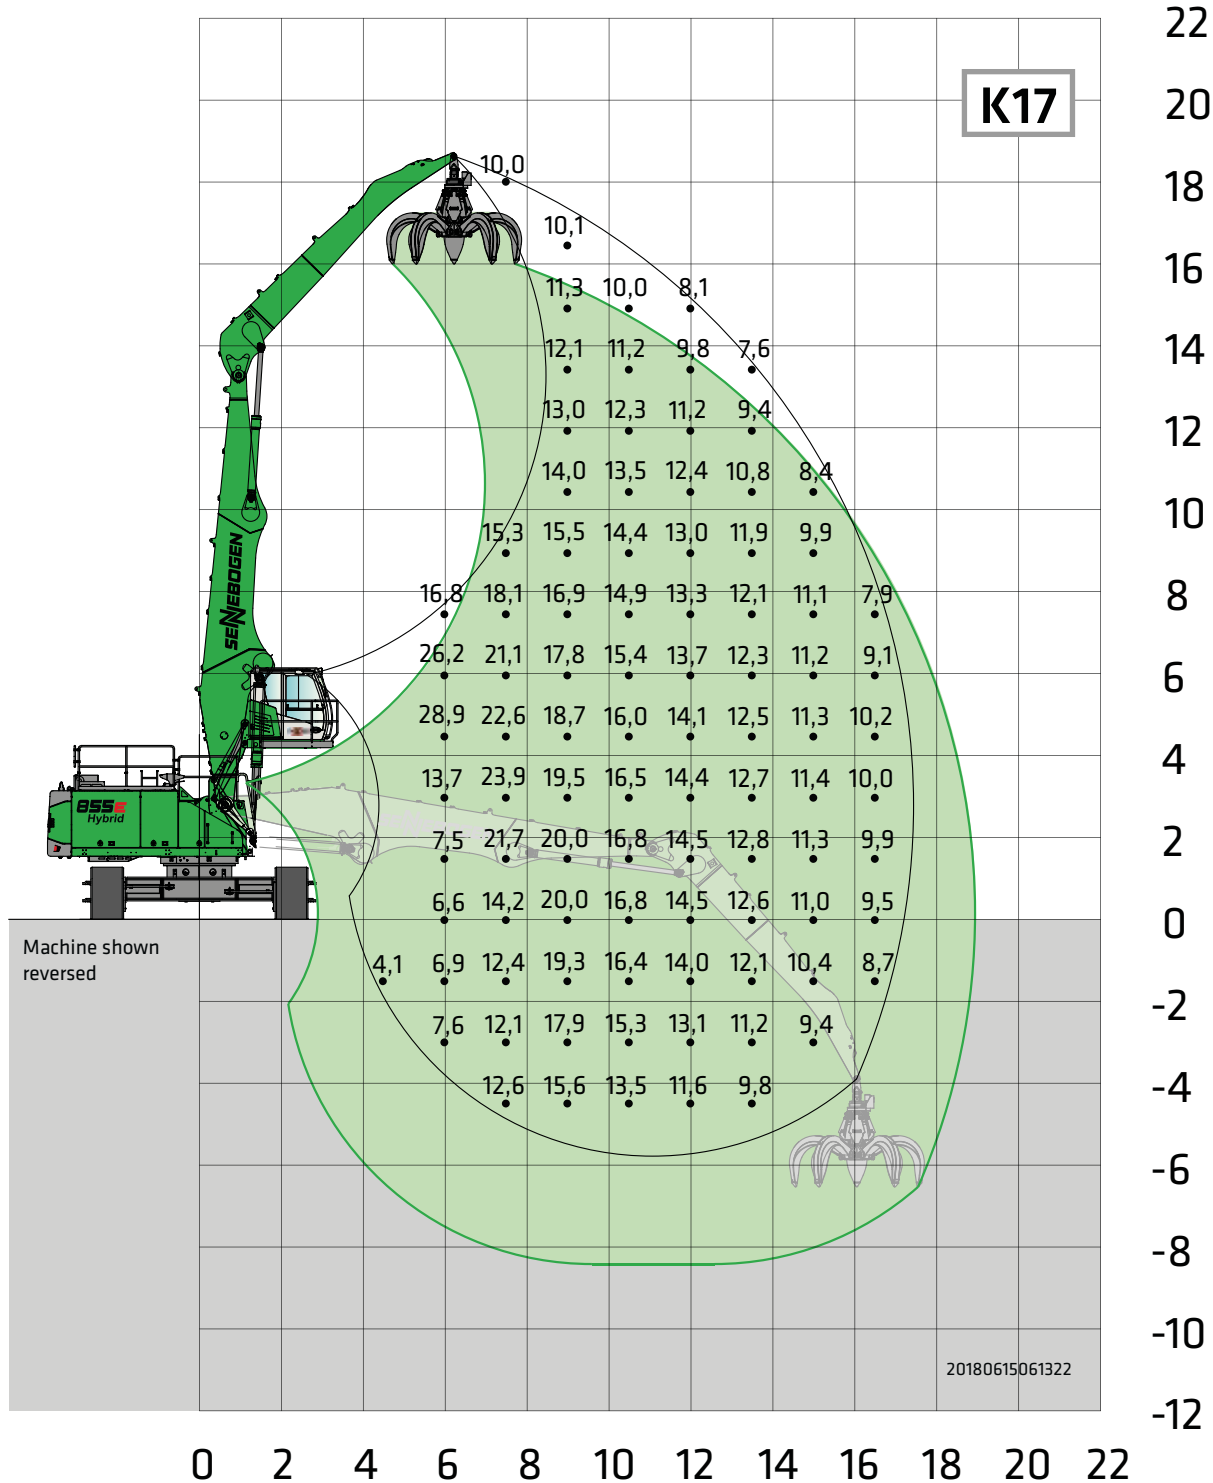 22
K17
20
10,0
18
10,1
16
11,3 10,0 8,1
14
12,1 11,2 9,8 7,6
13,0 12,3 11,2 9,4
12
14,0 13,5 12,4 10,8 8,4
10
15,3 15,5 14,4 13,0 11,9 9,9
SENNEBOGEN
16,8 18,1 16,9 14,9 13,3 12,1 11,1 7,9
8
26,2 21,1 17,8 15,4 13,7 12,3 11,2 9,1
6
28,9 22,6 18,7 16,0 14,1 12,5 11,3 10,2
4
13,7 23,9 19,5 16,5 14,4 12,7 11,4 10,0
855E
Hybrid
7,5 21,7 20,0 16,8 14,5 12,8 11,3 9,9
2
6,6 14,2 20,0 16,8 14,5 12,6 11,0 9,5
0
Machine shown
reversed
4,1 6,9 12,4 19,3 16,4 14,0 12,1 10,4 8,7
-2
7,6 12,1 17,9 15,3 13,1 11,2 9,4
-4
12,6 15,6 13,5 11,6 9,8
-6
-8
-10
20180615061322
-12
0 2 4 6 8 10 12 14 16 18 20 22